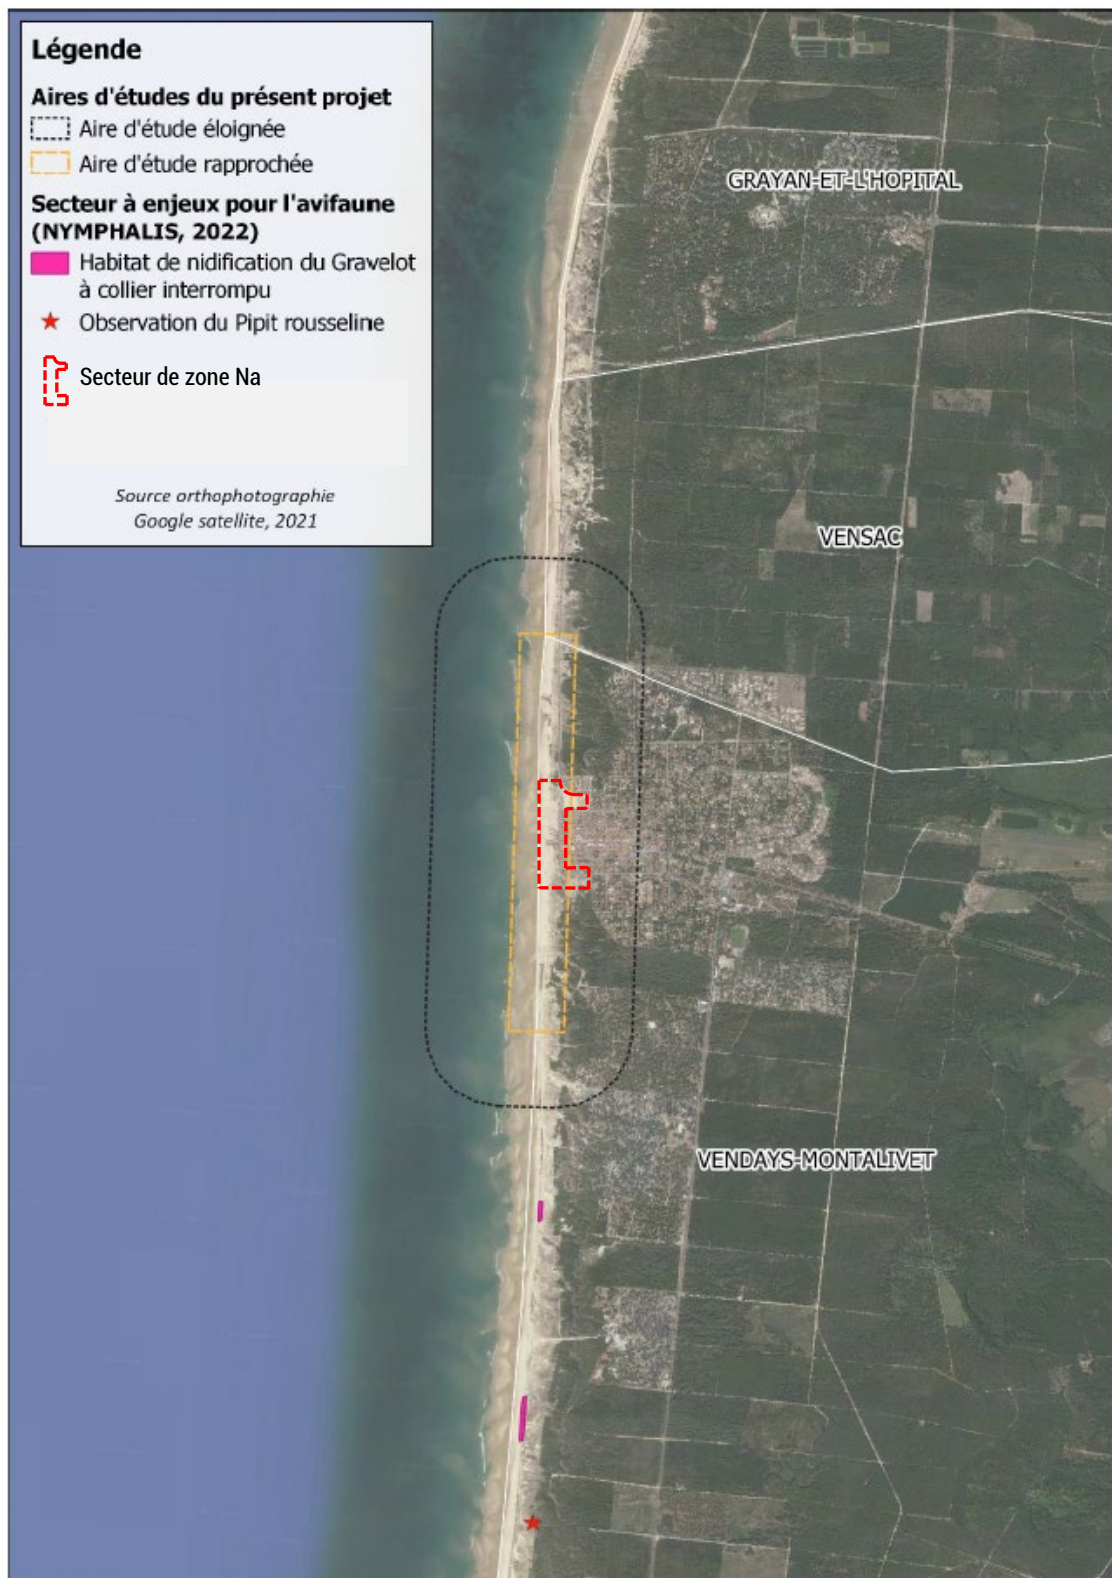 Légende
Aires d'études du présent projet
Aire d'étude éloignée
Aire d'étude rapprochée
Secteur à enjeux pour l'avifaune
(NYMPHALIS, 2022)
Habitat de nidification du Gravelot
à collier interrompu
Observation du Pipit rousseline
Secteur de zone Na
Source orthophotographie
Google satellite, 2021
GRAYAN-ET-L'HOPITAL
VENSAC
VENDAYS-MONTALIVET